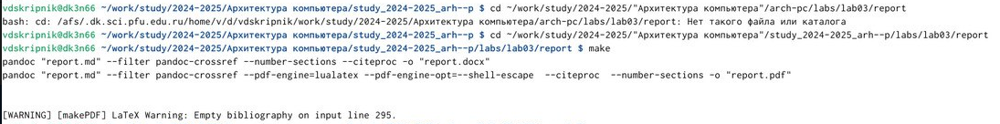 vdskripnik@dk3n66 ~/work/study/2024-2025/Архитектура компьютера/study_2024-2025_arh--p $ cd ~/work/study/2024-2025/"Архитектура компьютера"/arch-pc/labs/lab03/report
bash: cd: /afs/.dk.sci.pfu.edu.ru/home/v/d/vdskripnik/work/study/2024-2025/Архитектура компьютера/arch-pc/labs/lab03/report: Нет такого файла или каталога
vdskripnik@dk3n66 ~/work/study/2024-2025/Архитектура компьютера/study_2024-2025_arh--p $ cd ~/work/study/2024-2025/"Архитектура компьютера"/study_2024-2025_arh--p/labs/lab03/report
vdskripnik@dk3n66 ~/work/study/2024-2025/Архитектура компьютера/study_2024-2025_arh--p/labs/lab03/report $ make
pandoc "report.md" --filter pandoc-crossref --number-sections --citeproc -o "report.docx"
pandoc "report.md" --filter pandoc-crossref --pdf-engine=lualatex --pdf-engine-opt=--shell-escape  --citeproc  --number-sections -o "report.pdf"
[WARNING] [makePDF] LaTeX Warning: Empty bibliography on input line 295.